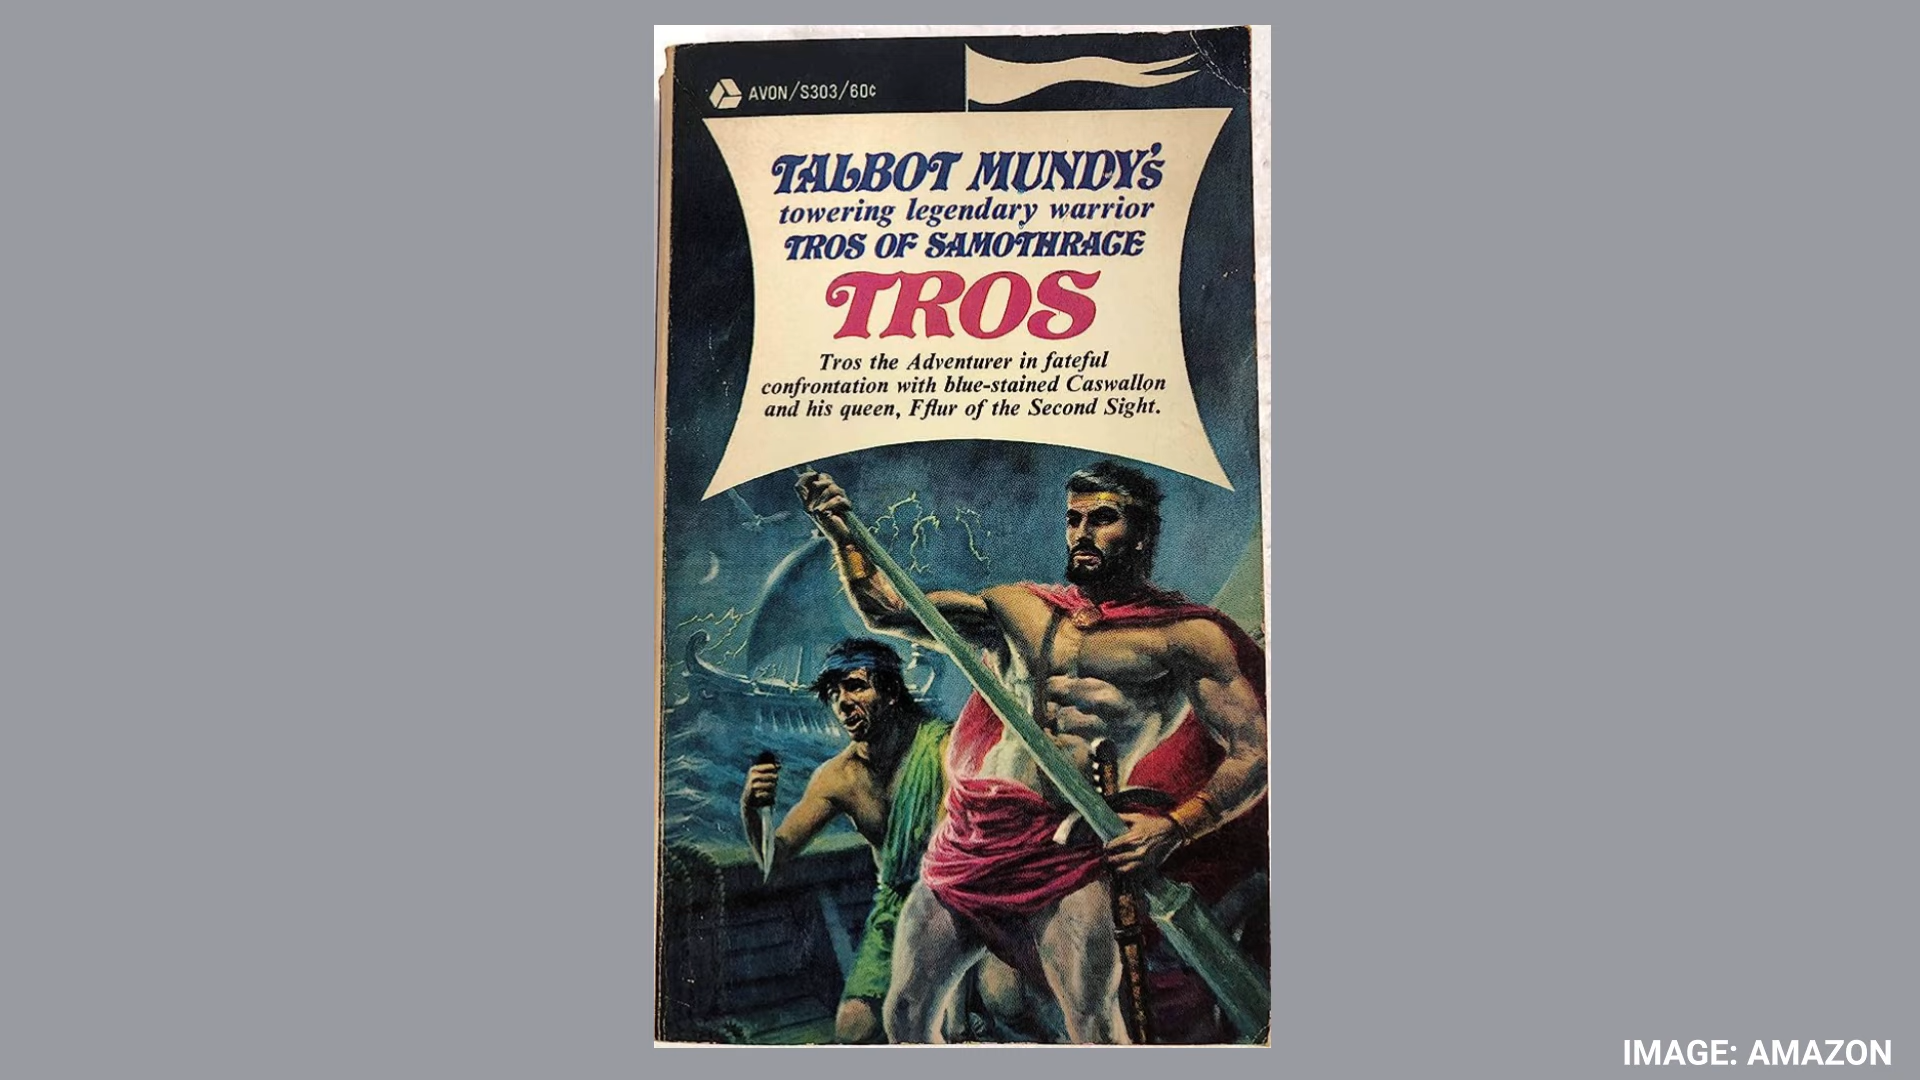 AVON/S303/60¢
TALBOT MUNDY's
towering legendary warrior
TROS OF SAMOTHRACE
TROS
Tros the Adventurer in fateful
confrontation with blue-stained Caswallon
and his queen, Fflur of the Second Sight.
IMAGE: AMAZON